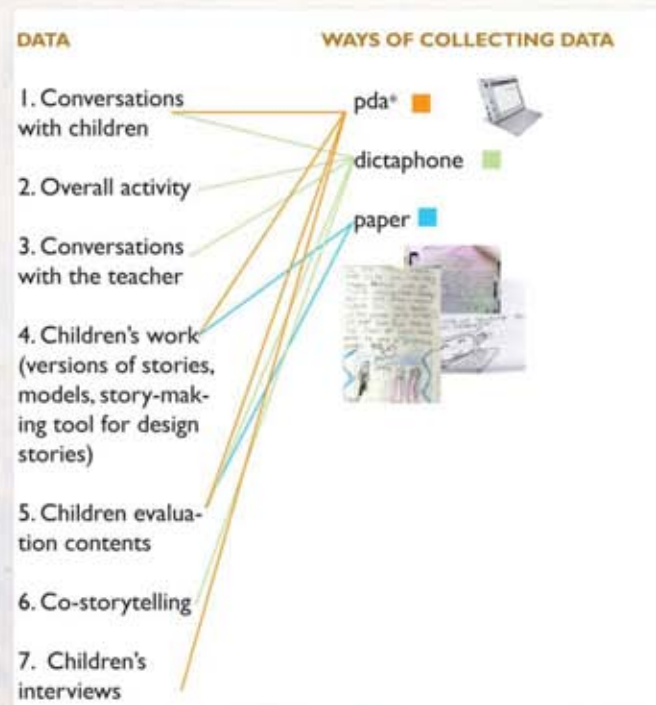 DATA
WAYS OF COLLECTING DATA
1. Conversations
with children
2. Overall activity
3. Conversations
with the teacher
4. Children's work
(versions of stories,
models, story-mak-
ing tool for design
stories)
5. Children evalua-
tion contents
6. Co-storytelling
7. Children's
interviews
pda*
dictaphone
paper